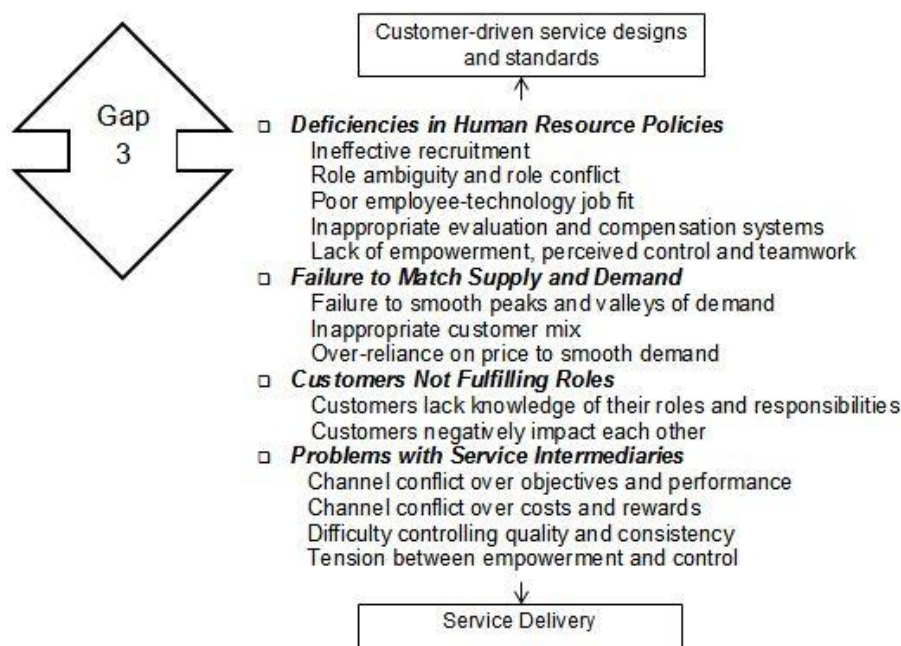 Customer-driven service designs
and standards
Gap
3
Deficiencies in Human Resource Policies
Ineffective recruitment
Role ambiguity and role conflict
Poor employee-technology job fit
Inappropriate evaluation and compensation systems
Lack of empowerment, perceived control and teamwork
Failure to Match Supply and Demand
Failure to smooth peaks and valleys of demand
Inappropriate customer mix
Over-reliance on price to smooth demand
Customers Not Fulfilling Roles
Customers lack knowledge of their roles and responsibilities
Customers negatively impact each other
Problems with Service Intermediaries
Channel conflict over objectives and performance
Channel conflict over costs and rewards
Difficulty controlling quality and consistency
Tension between empowerment and control
Service Delivery